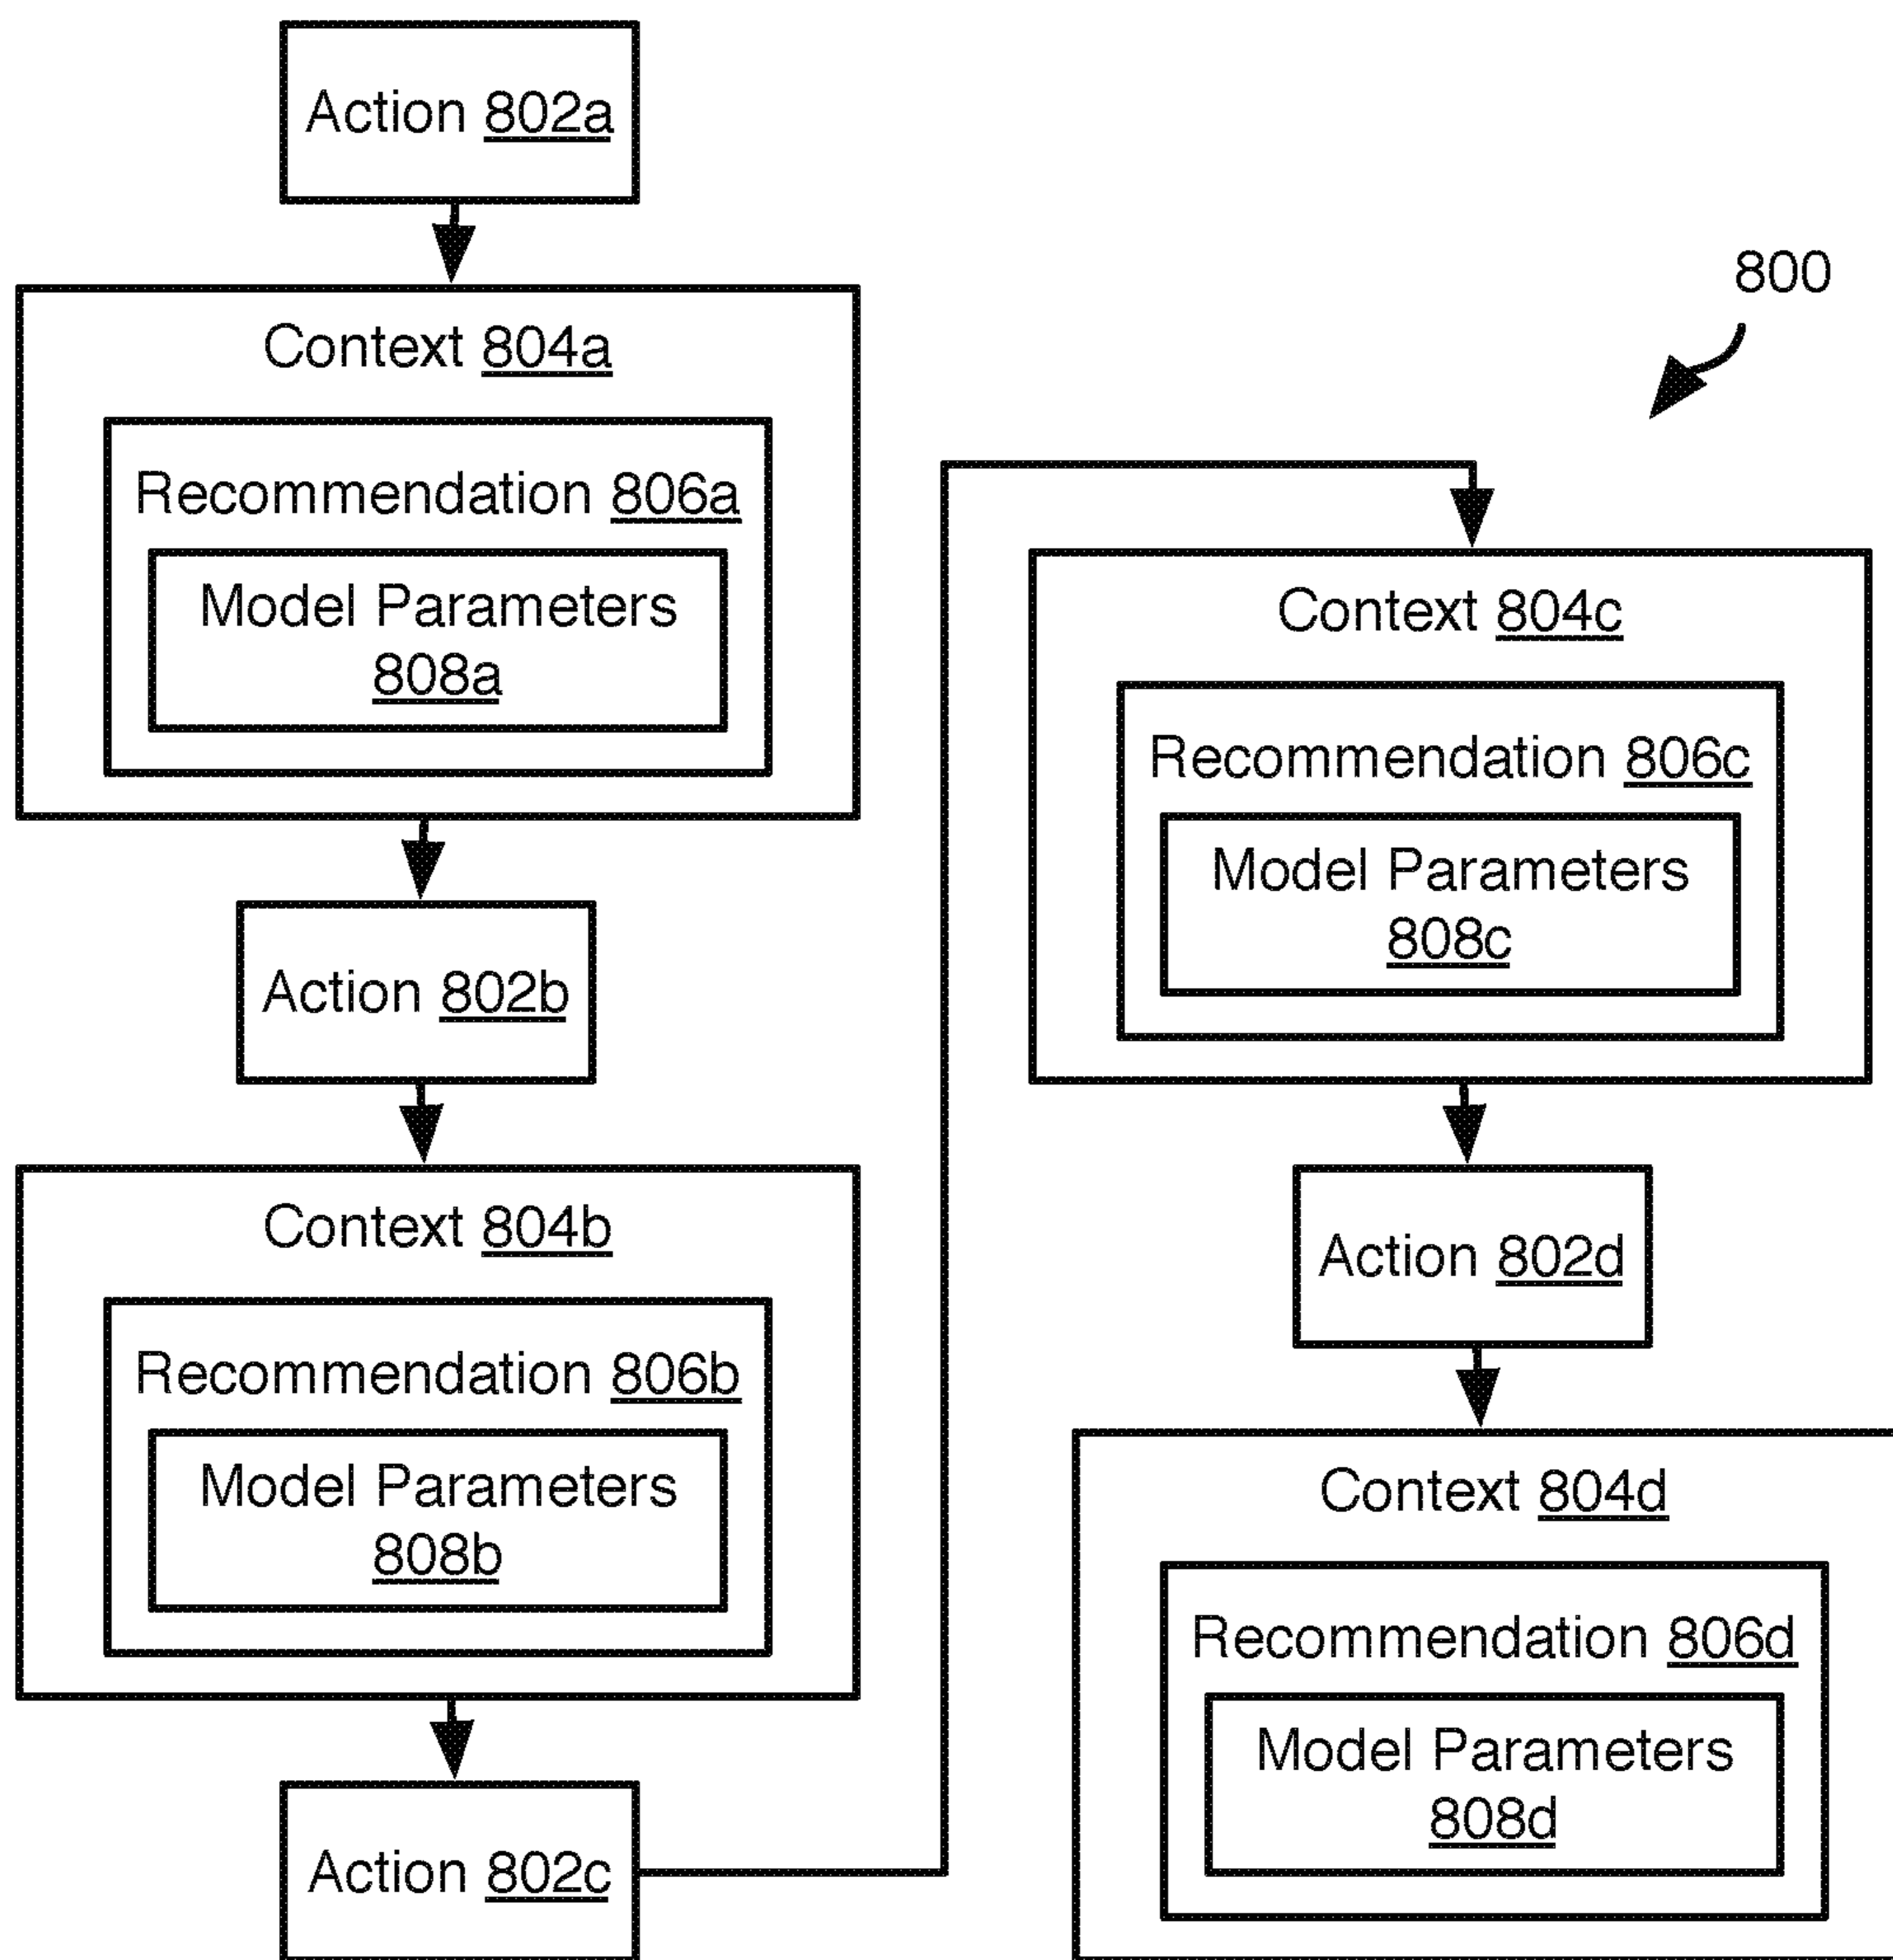 Action 802a
Context 804a
Recommendation 806a
Model Parameters
808a
Action 802b
Context 804b
Recommendation 806b
Model Parameters
808b
Action 802c
800
Context 804c
Recommendation 806c
Model Parameters
808c
Action 802d
Context 804d
Recommendation 806d
Model Parameters
808d